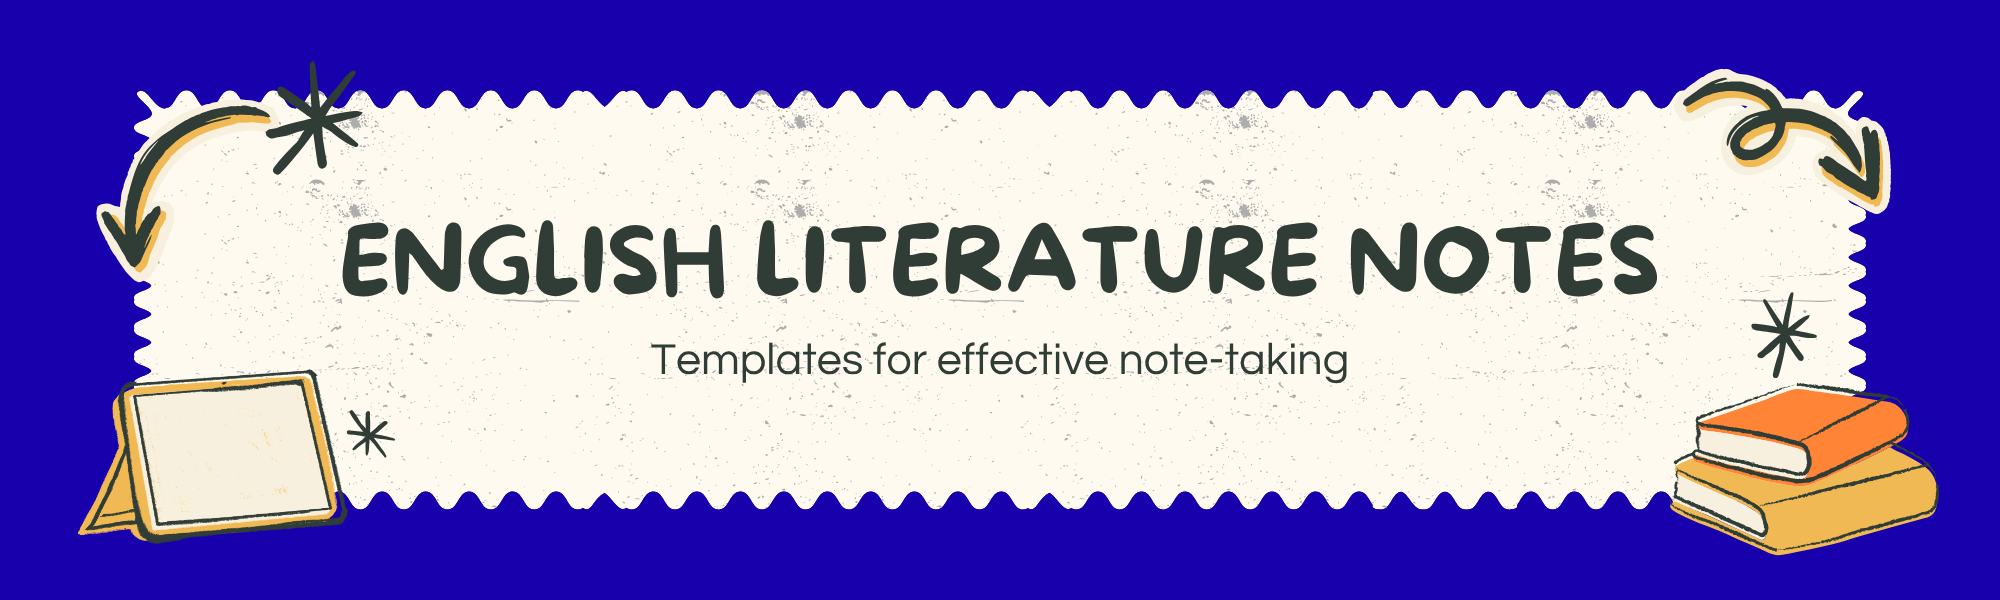 ENGLISH LITERATURE NOTES
Templates for effective note-taking